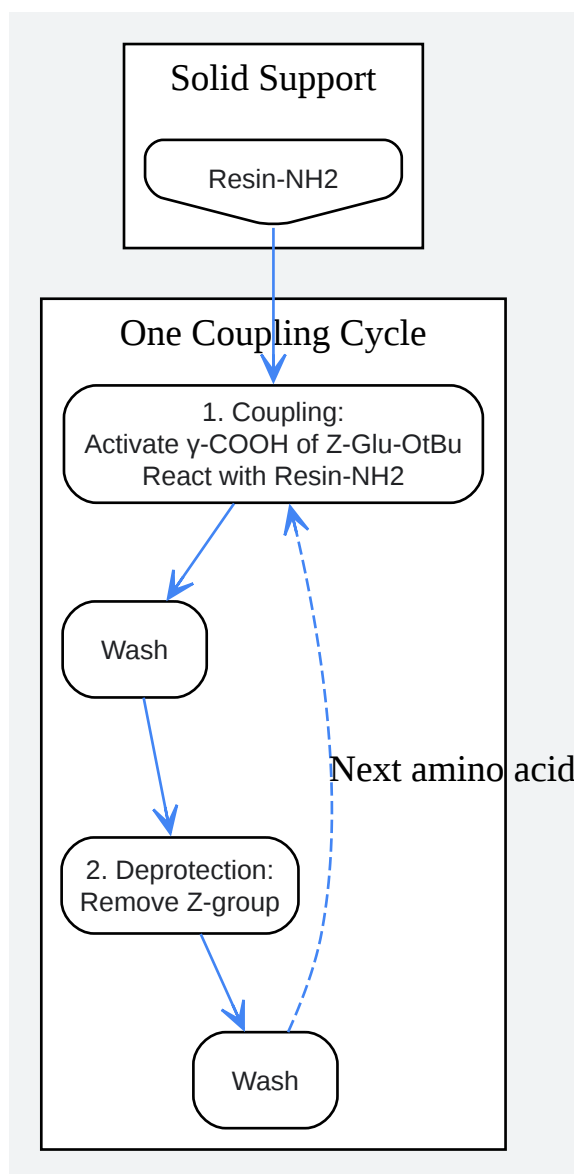 Solid Support
Resin-NH2
One Coupling Cycle
1. Coupling:
Activate γ-COOH of Z-Glu-OtBu
React with Resin-NH2
Wash
Next amino acid
2. Deprotection:
Remove Z-group
Wash